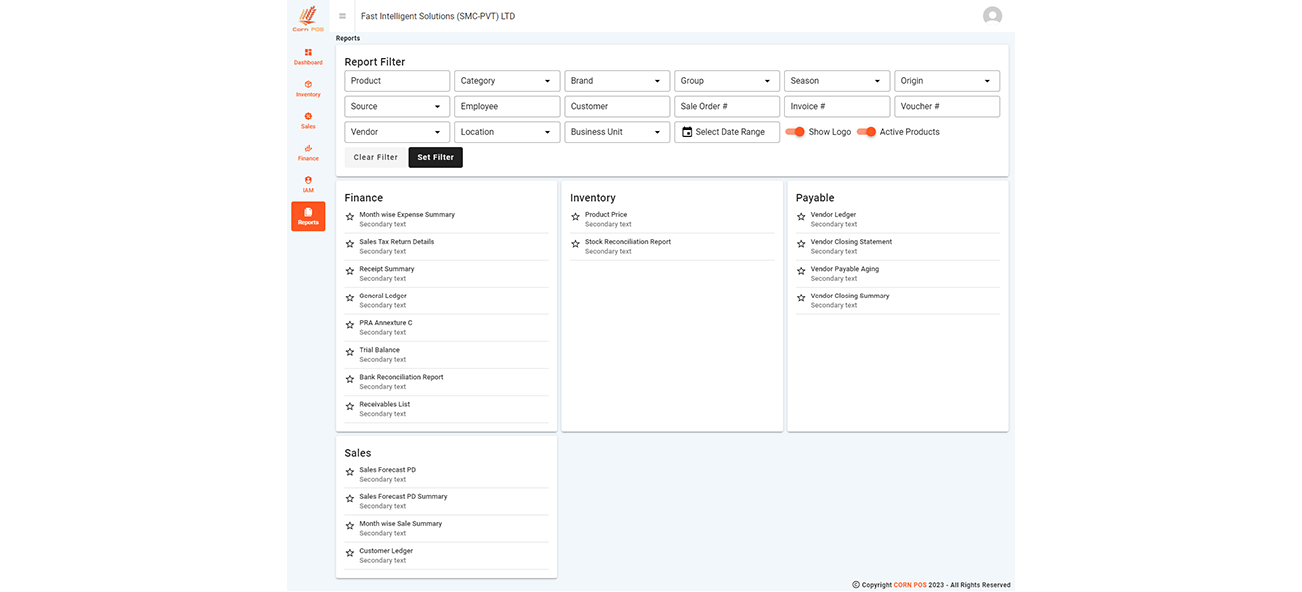 Corn POS
Fast Intelligent Solutions (SMC-PVT) LTD
Dashboard
Inventory
Sales
Finance
IAM
Reports
Reports
Report Filter
Product Category Brand Group Season Origin
Source Employee Customer Sale Order # Invoice # Voucher #
Vendor Location Business Unit Select Date Range Show Logo Active Products
Clear Filter Set Filter
Finance
Month wise Expense Summary
Secondary text
Sales Tax Return Details
Secondary text
Receipt Summary
Secondary text
General Ledger
Secondary text
PRA Annexture C
Secondary text
Trial Balance
Secondary text
Bank Reconciliation Report
Secondary text
Receivables List
Secondary text
Inventory
Product Price
Secondary text
Stock Reconciliation Report
Secondary text
Payable
Vendor Ledger
Secondary text
Vendor Closing Statement
Secondary text
Vendor Payable Aging
Secondary text
Vendor Closing Summary
Secondary text
Sales
Sales Forecast PD
Secondary text
Sales Forecast PD Summary
Secondary text
Month wise Sale Summary
Secondary text
Customer Ledger
Secondary text
© Copyright CORN POS 2023 - All Rights Reserved